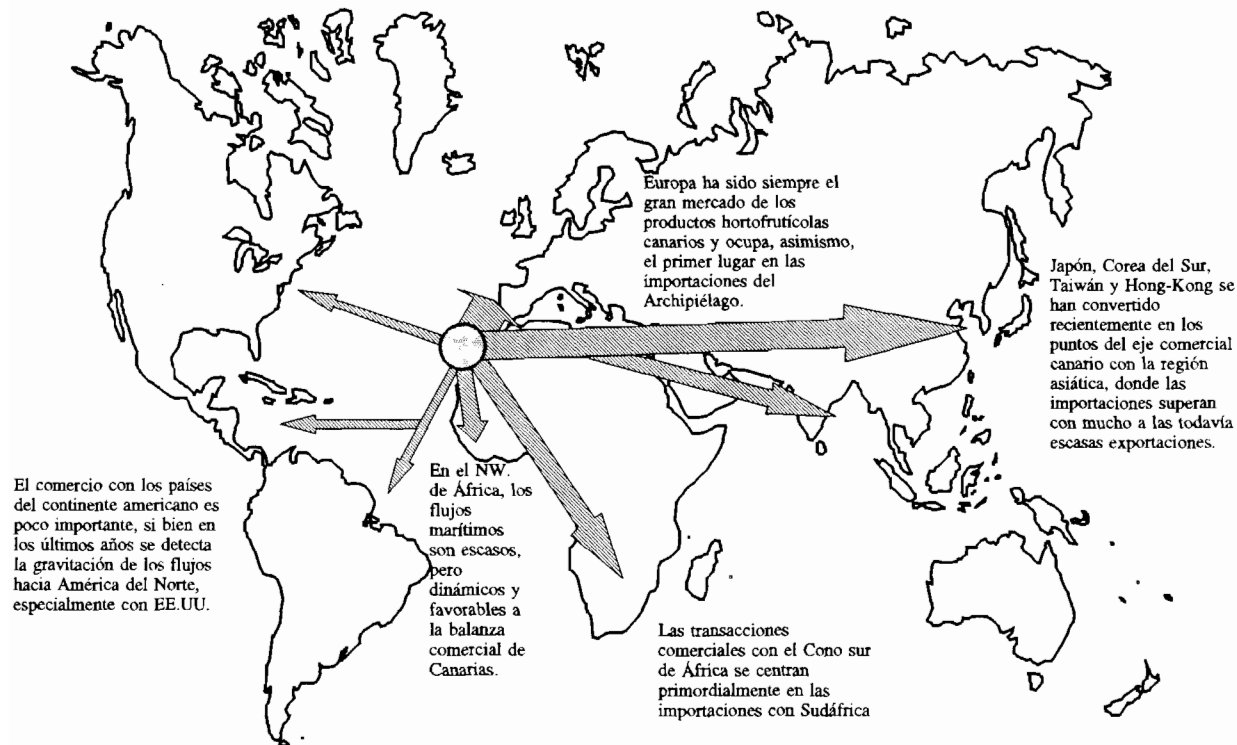 Europa ha sido siempre el
gran mercado de los
productos hortofrutícolas
canarios y ocupa, asimismo,
el primer lugar en las
importaciones del
Archipiélago.
Japón, Corea del Sur,
Taiwán y Hong-Kong se
han convertido
recientemente en los
puntos del eje comercial
canario con la región
asiática, donde las
importaciones superan
con mucho a las todavía
escasas exportaciones.
El comercio con los países
del continente americano es
poco importante, si bien en
los últimos años se detecta
la gravitación de los flujos
hacia América del Norte,
especialmente con EE.UU.
En el NW.
de África, los
flujos
marítimos
son escasos,
pero
dinámicos y
favorables a
la balanza
comercial de
Canarias.
Las transacciones
comerciales con el Cono sur
de África se centran
primordialmente en las
importaciones con Sudáfrica